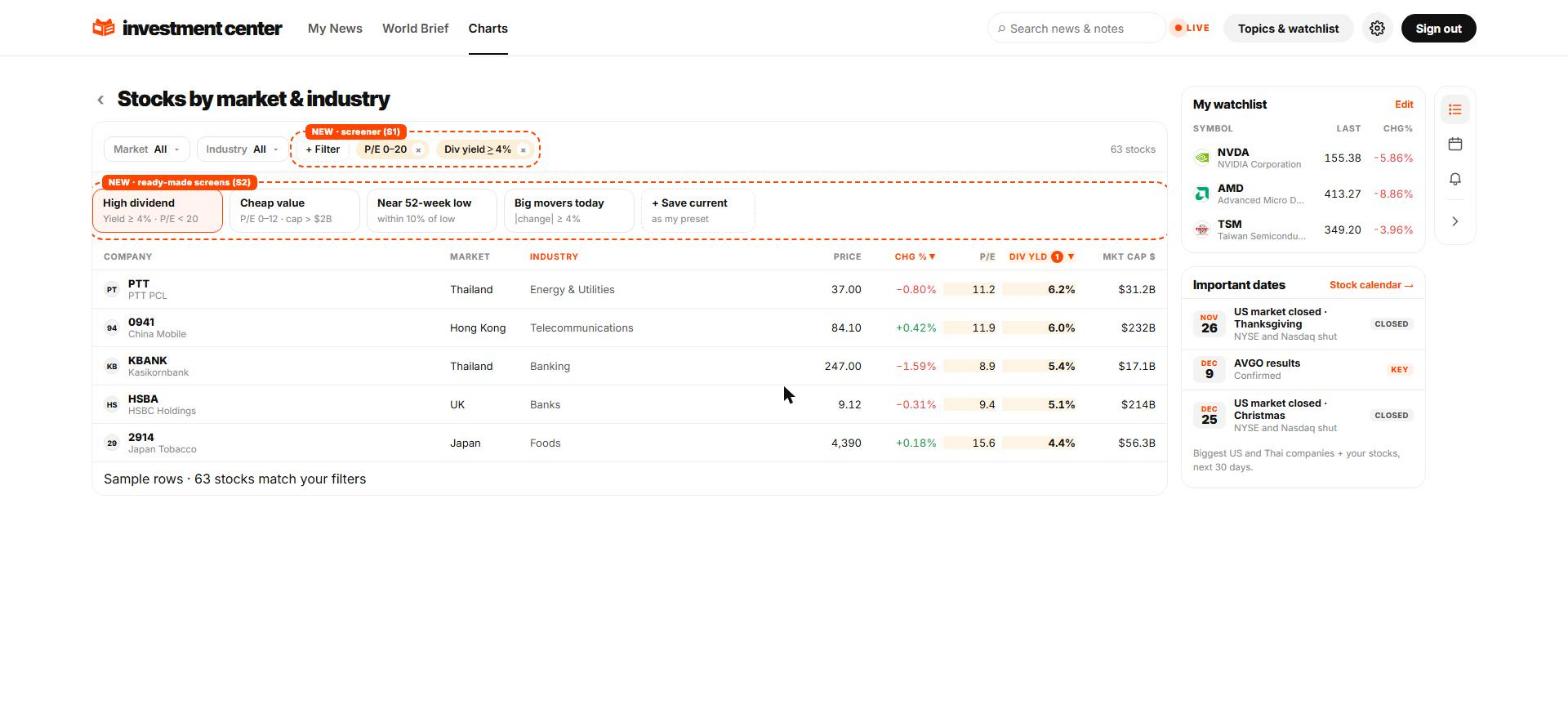 investment center
My News
World Brief
Charts
Search news & notes
LIVE
Topics & watchlist
Sign out
Stocks by market & industry
NEW · screener (S1)
Market All
Industry All
+ Filter
P/E 0–20 ×
Div yield ≥ 4% ×
63 stocks
NEW · ready-made screens (S2)
High dividend
Yield ≥ 4% · P/E < 20
Cheap value
P/E 0–12 · cap > $2B
Near 52-week low
within 10% of low
Big movers today
|change| ≥ 4%
+ Save current
as my preset
COMPANY MARKET INDUSTRY PRICE CHG % ▼ P/E DIV YLD 1 ▼ MKT CAP $
PT PTT Thailand Energy & Utilities 37.00 −0.80% 11.2 6.2% $31.2B
PTT PCL
94 0941 Hong Kong Telecommunications 84.10 +0.42% 11.9 6.0% $232B
China Mobile
KB KBANK Thailand Banking 247.00 −1.59% 8.9 5.4% $17.1B
Kasikornbank
HS HSBA UK Banks 9.12 −0.31% 9.4 5.1% $214B
HSBC Holdings
29 2914 Japan Foods 4,390 +0.18% 15.6 4.4% $56.3B
Japan Tobacco
Sample rows · 63 stocks match your filters
My watchlist Edit
SYMBOL LAST CHG%
NVDA 155.38 -5.86%
NVIDIA Corporation
AMD 413.27 -8.86%
Advanced Micro D...
TSM 349.20 -3.96%
Taiwan Semicondu...
Important dates Stock calendar →
NOV 26
US market closed ·
Thanksgiving
NYSE and Nasdaq shut
CLOSED
DEC 9
AVGO results
Confirmed
KEY
DEC 25
US market closed ·
Christmas
NYSE and Nasdaq shut
CLOSED
Biggest US and Thai companies + your stocks,
next 30 days.